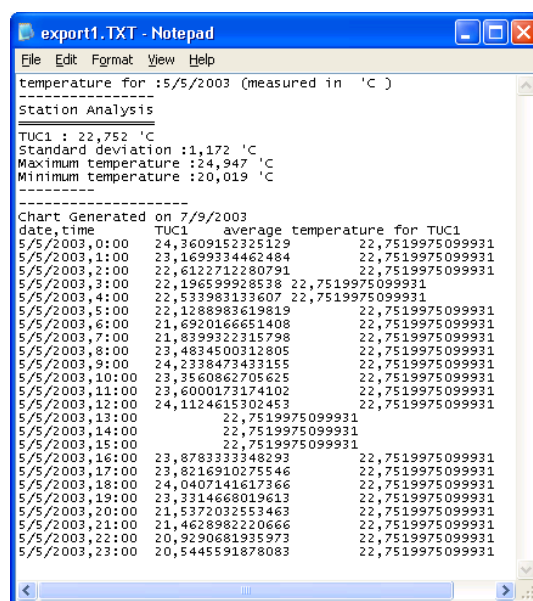 export1.TXT - Notepad
File Edit Format View Help
temperature for :5/5/2003 (measured in 'C )
-----------------
Station Analysis
TUC1 : 22,752 'C
Standard deviation :1,172 'C
Maximum temperature :24,947 'C
Minimum temperature :20,019 'C
---------
--------------------
Chart Generated on 7/9/2003
date,time TUC1 average temperature for TUC1
5/5/2003,0:00 24,3609152325129 22,7519975099931
5/5/2003,1:00 23,1699334462484 22,7519975099931
5/5/2003,2:00 22,6122712280791 22,7519975099931
5/5/2003,3:00 22,196599928538 22,7519975099931
5/5/2003,4:00 22,533983133607 22,7519975099931
5/5/2003,5:00 22,1288983619819 22,7519975099931
5/5/2003,6:00 21,6920166651408 22,7519975099931
5/5/2003,7:00 21,8399322315798 22,7519975099931
5/5/2003,8:00 23,4834500312805 22,7519975099931
5/5/2003,9:00 24,2338473433155 22,7519975099931
5/5/2003,10:00 23,3560862705625 22,7519975099931
5/5/2003,11:00 23,6000173174102 22,7519975099931
5/5/2003,12:00 24,1124615302453 22,7519975099931
5/5/2003,13:00 22,7519975099931
5/5/2003,14:00 22,7519975099931
5/5/2003,15:00 22,7519975099931
5/5/2003,16:00 23,8783333348293 22,7519975099931
5/5/2003,17:00 23,8216910275546 22,7519975099931
5/5/2003,18:00 24,0407141617366 22,7519975099931
5/5/2003,19:00 23,3314668019613 22,7519975099931
5/5/2003,20:00 21,5372032553463 22,7519975099931
5/5/2003,21:00 21,4628982220666 22,7519975099931
5/5/2003,22:00 20,9290681935973 22,7519975099931
5/5/2003,23:00 20,5445591878083 22,7519975099931